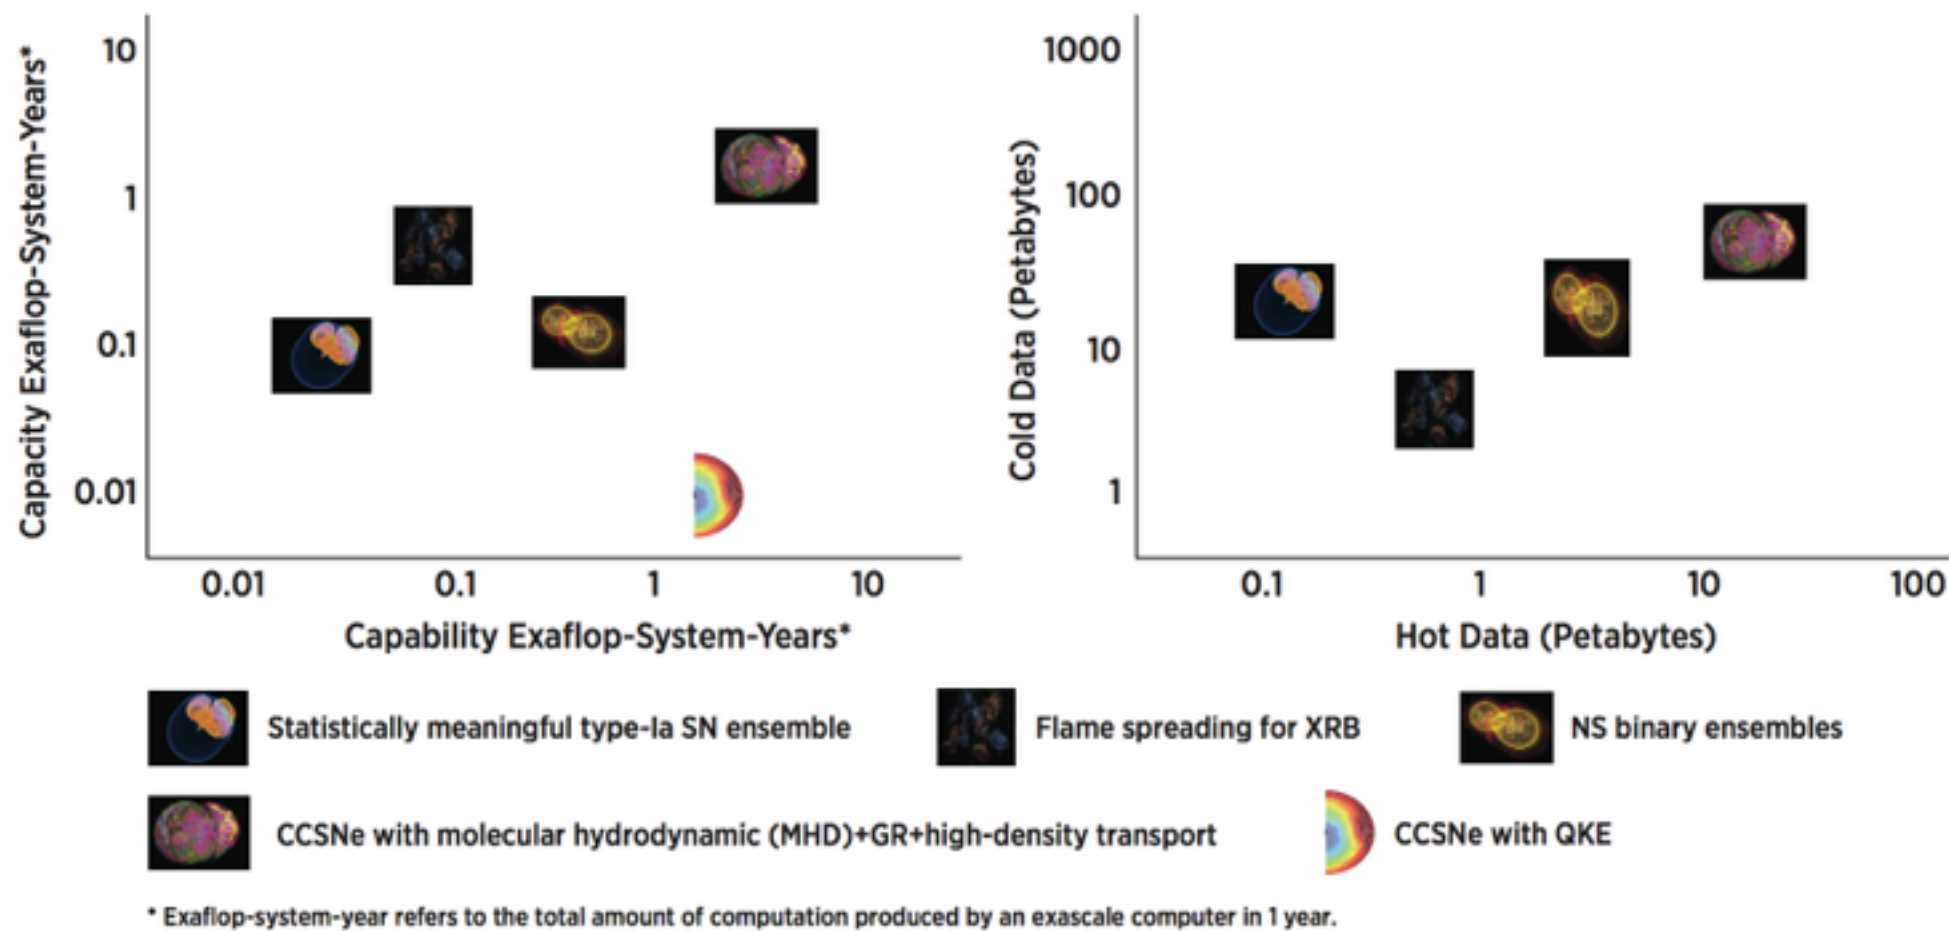 Capacity Exaflop-System-Years*
10
1
0.1
0.01
0.01 0.1 1 10
Capability Exaflop-System-Years*
Cold Data (Petabytes)
1000
100
10
1
0.1 1 10 100
Hot Data (Petabytes)
Statistically meaningful type-Ia SN ensemble
Flame spreading for XRB
NS binary ensembles
CCSNe with molecular hydrodynamic (MHD)+GR+high-density transport
CCSNe with QKE
* Exaflop-system-year refers to the total amount of computation produced by an exascale computer in 1 year.